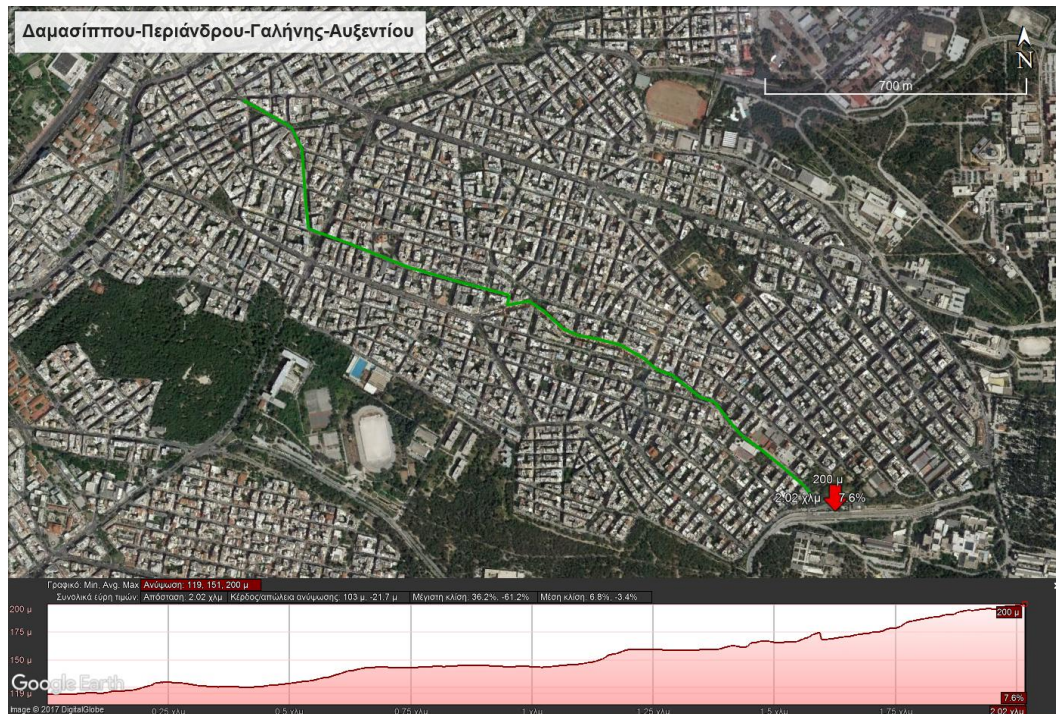 Δαμασίππου-Περιάνδρου-Γαλήνης-Αυξεντίου
N
700 m
200 μ
2.02 χλμ 7.6%
Γραφικό: Min, Avg, Max Ανύψωση: 119, 151, 200 μ
Συνολικά εύρη τιμών: Απόσταση: 2.02 χλμ Κέρδος/απώλεια ανύψωσης: 103 μ, -21.7 μ Μέγιστη κλίση: 36.2%, -61.2% Μέση κλίση: 6.8%, -3.4%
200 μ 200 μ
175 μ
150 μ
Google Earth
119 μ 7.6%
Image © 2017 DigitalGlobe 0.25 χλμ 0.5 χλμ 0.75 χλμ 1 χλμ 1.25 χλμ 1.5 χλμ 1.75 χλμ 2.02 χλμ